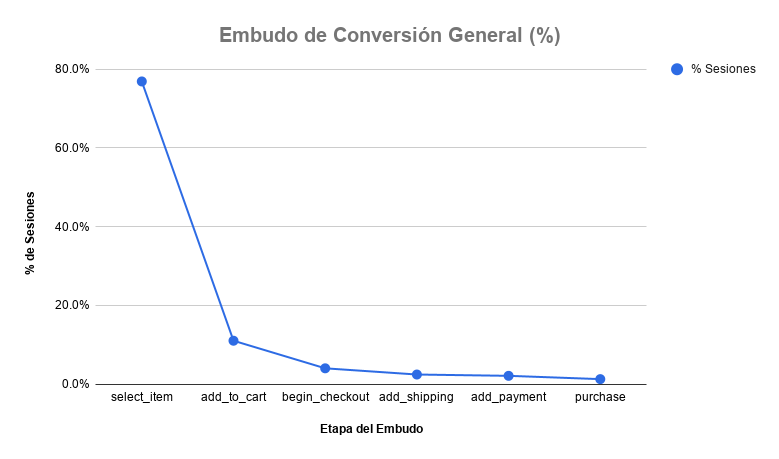 Embudo de Conversión General (%)
80.0%
60.0%
40.0%
20.0%
0.0%
% de Sesiones
select_item
add_to_cart
begin_checkout
add_shipping
add_payment
purchase
Etapa del Embudo
% Sesiones